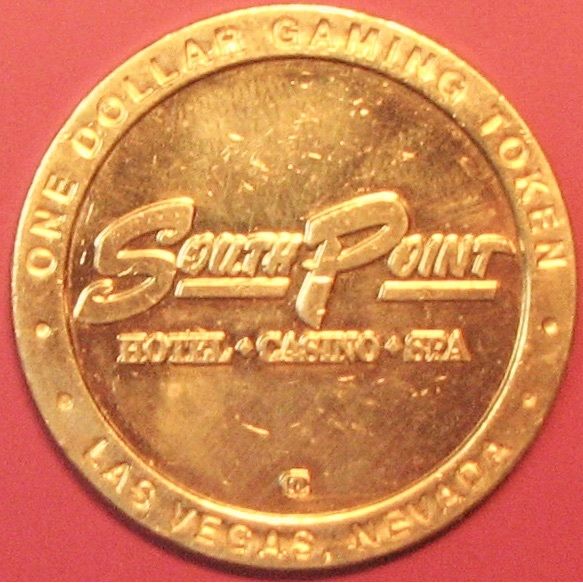 ONE DOLLAR GAMING TOKEN
SOUTH POINT
HOTEL • CASINO • SPA
LAS VEGAS, NEVADA